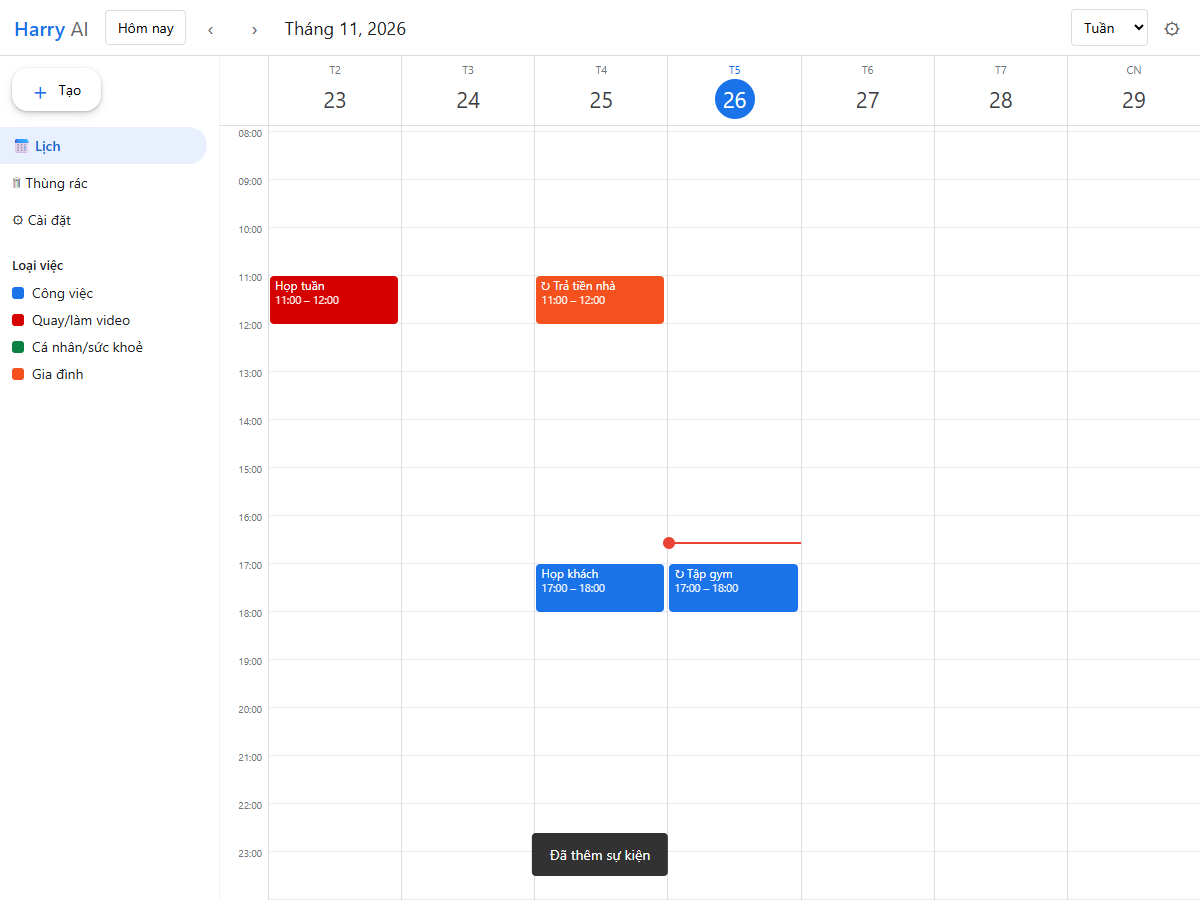 Harry AI
Hôm nay
‹ ›
Tháng 11, 2026
Tuần
+ Tạo
Lịch
Thùng rác
Cài đặt
Loại việc
Công việc
Quay/làm video
Cá nhân/sức khoẻ
Gia đình
T2 T3 T4 T5 T6 T7 CN
23 24 25 26 27 28 29
08:00
09:00
10:00
11:00
Họp tuần
11:00 – 12:00
↻ Trả tiền nhà
11:00 – 12:00
12:00
13:00
14:00
15:00
16:00
17:00
Họp khách
17:00 – 18:00
↻ Tập gym
17:00 – 18:00
18:00
19:00
20:00
21:00
22:00
23:00
Đã thêm sự kiện